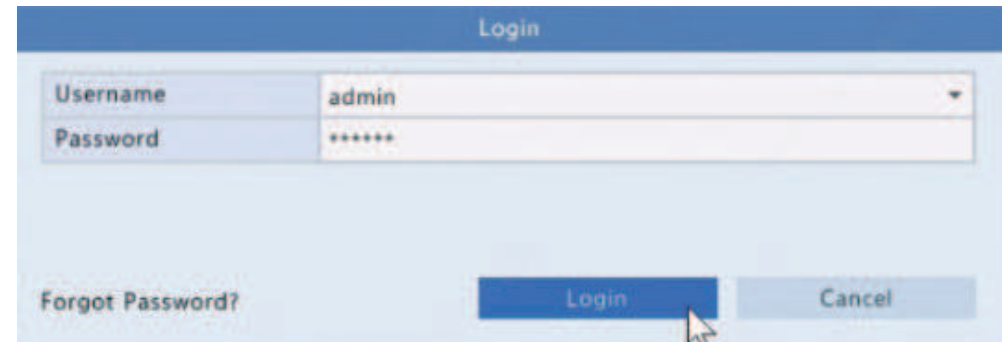 Login
Username admin
Password ******
Forgot Password? Login Cancel